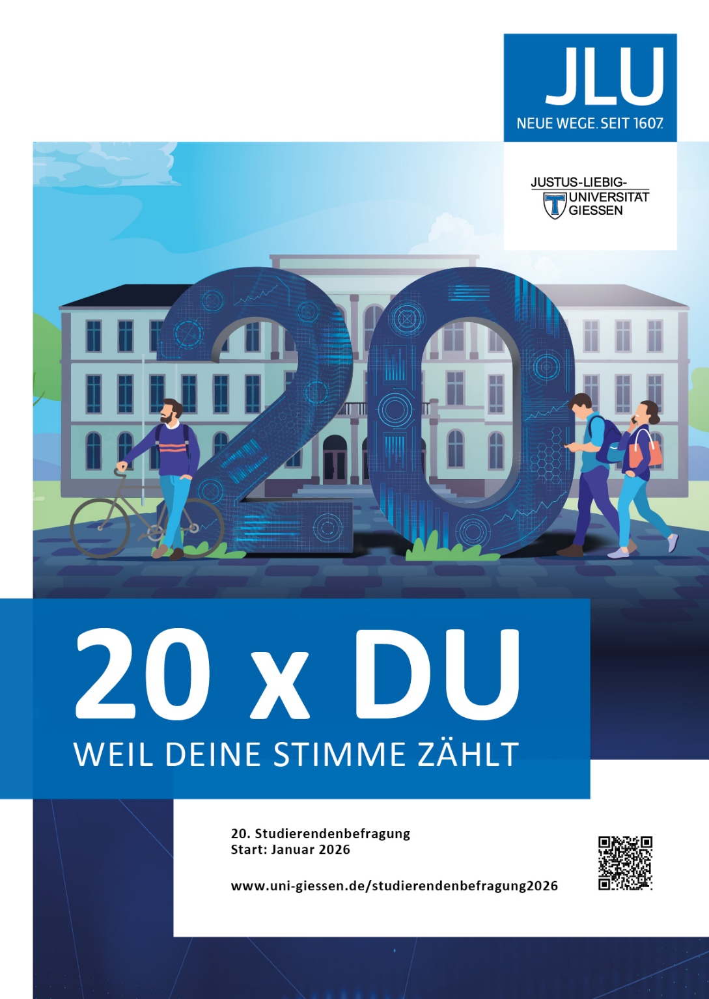 JLU
NEUE WEGE. SEIT 1607.
JUSTUS-LIEBIG-
UNIVERSITÄT
GIESSEN
20
20 x DU
WEIL DEINE STIMME ZÄHLT
20. Studierendenbefragung
Start: Januar 2026
www.uni-giessen.de/studierendenbefragung2026